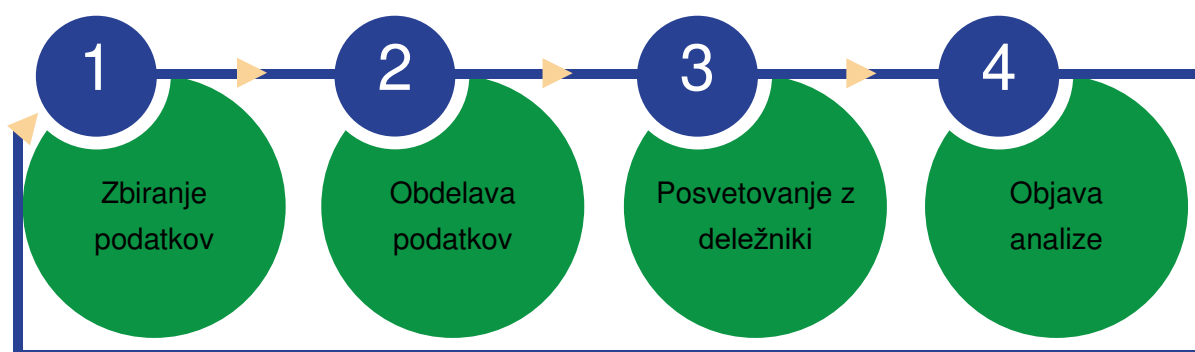 1
Zbiranje
podatkov
2
Obdelava
podatkov
3
Posvetovanje z
deležniki
4
Objava
analize